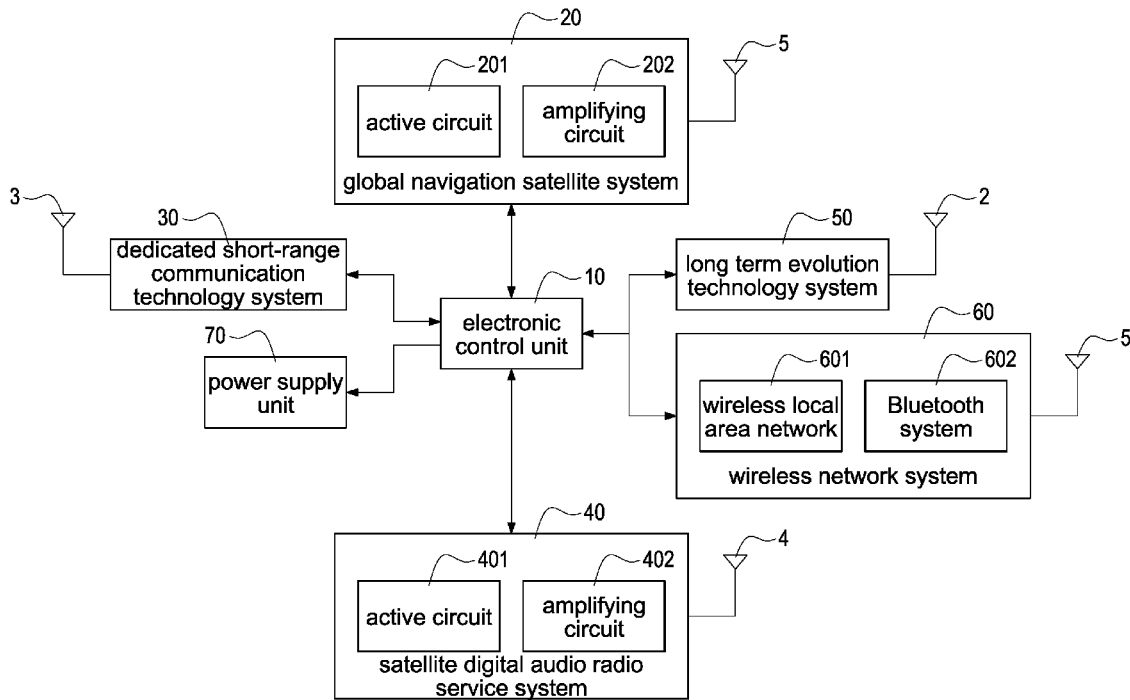 20
5
201
202
active circuit
amplifying
circuit
global navigation satellite system
3
30
dedicated short-range
communication
technology system
50
2
long term evolution
technology system
10
electronic
control unit
70
power supply
unit
60
5
601
602
wireless local
area network
Bluetooth
system
wireless network system
40
4
401
402
active circuit
amplifying
circuit
satellite digital audio radio
service system